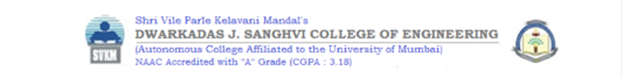 Shri Vile Parle Kelavani Mandal's
DWARKADAS J. SANGHVI COLLEGE OF ENGINEERING
(Autonomous College Affiliated to the University of Mumbai)
NAAC Accredited with "A" Grade (CGPA : 3.18)
STKM